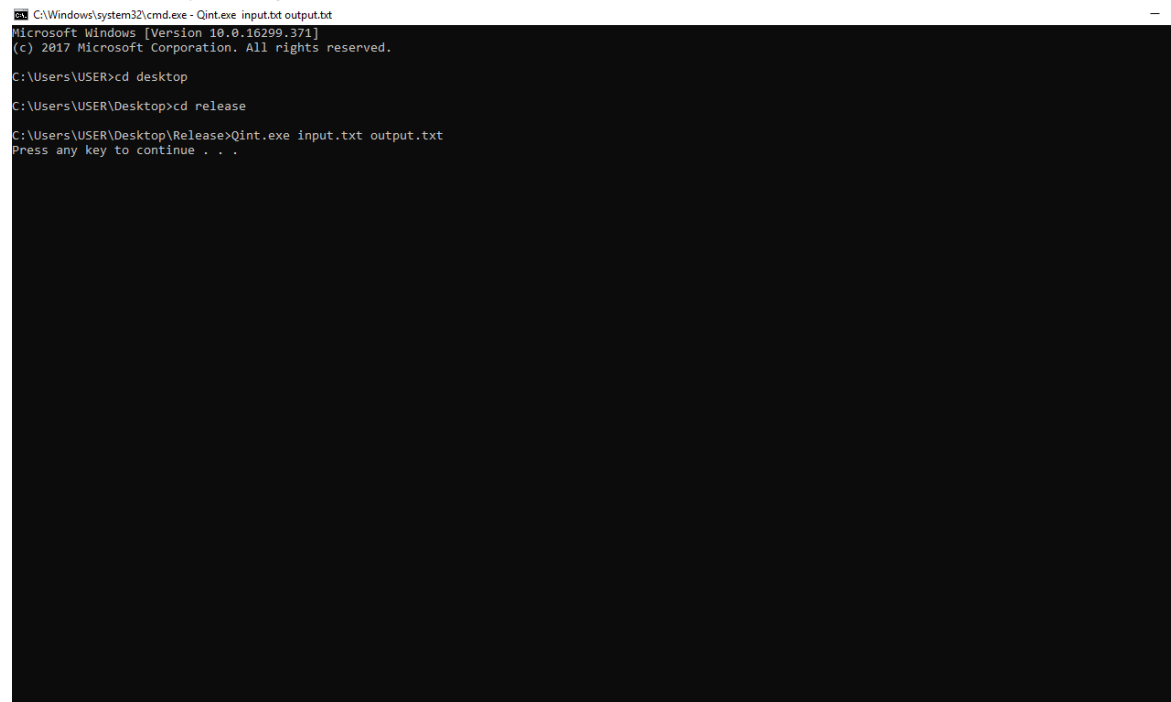 C:\Windows\system32\cmd.exe - Qint.exe  input.txt output.txt
Microsoft Windows [Version 10.0.16299.371]
(c) 2017 Microsoft Corporation. All rights reserved.
C:\Users\USER>cd desktop
C:\Users\USER\Desktop>cd release
C:\Users\USER\Desktop\Release>Qint.exe input.txt output.txt
Press any key to continue . . .